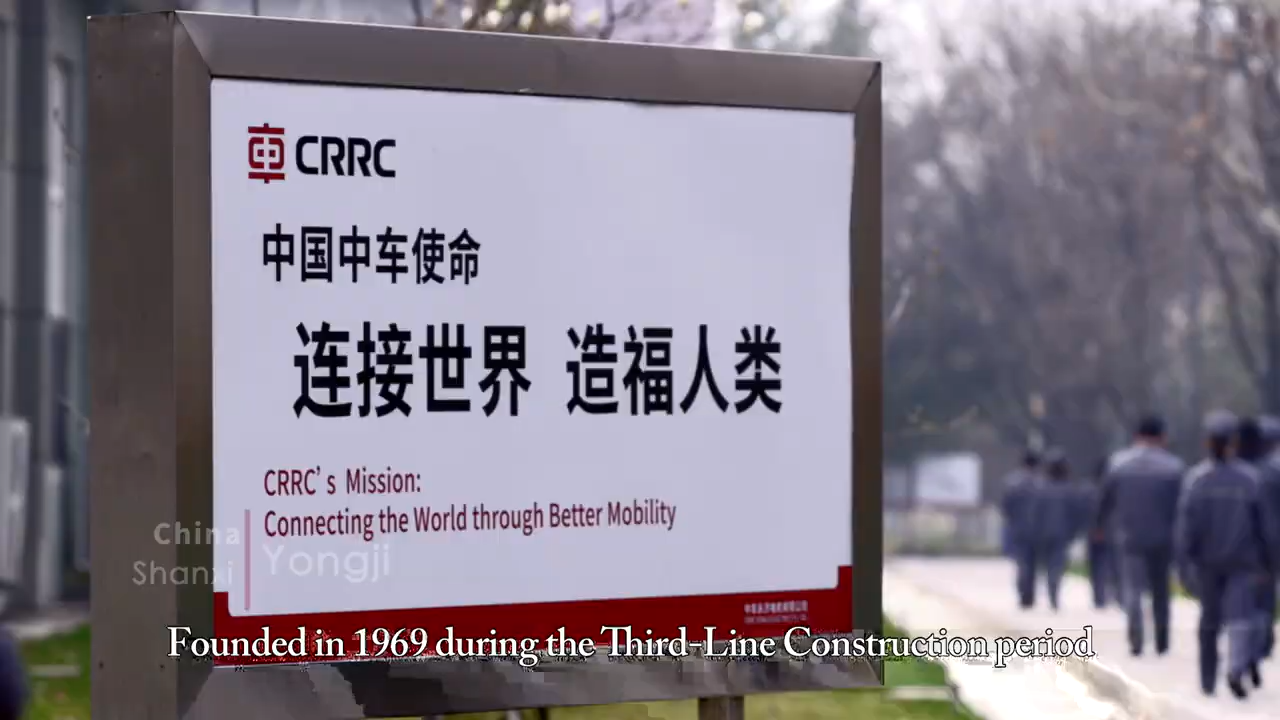 CRRC
中国中车使命
连接世界 造福人类
CRRC's Mission:
Connecting the World through Better Mobility
China
Shanxi
Yongji
Founded in 1969 during the Third-Line Construction period